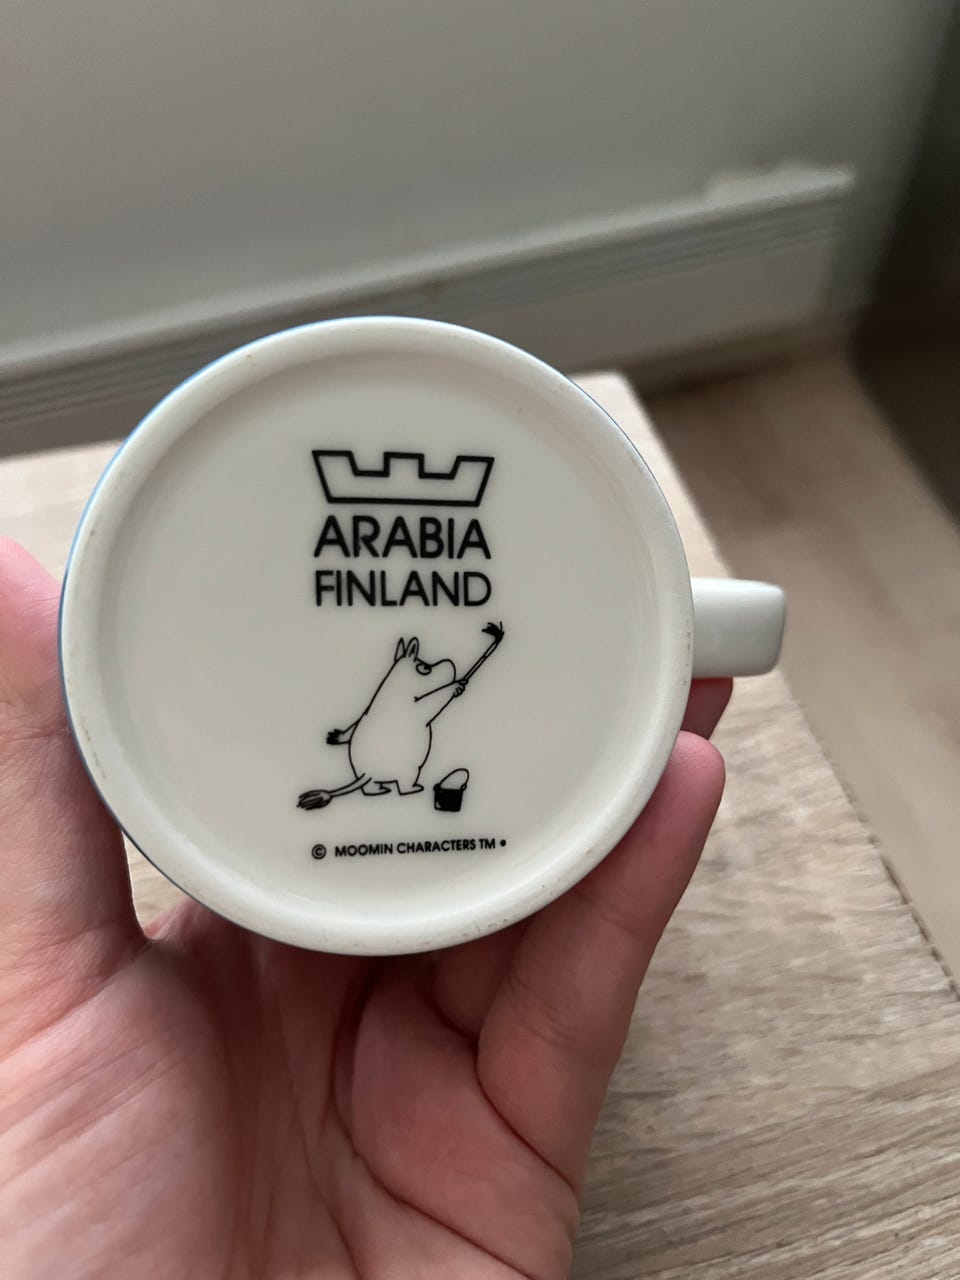 ARABIA
FINLAND
© MOOMIN CHARACTERS TM •